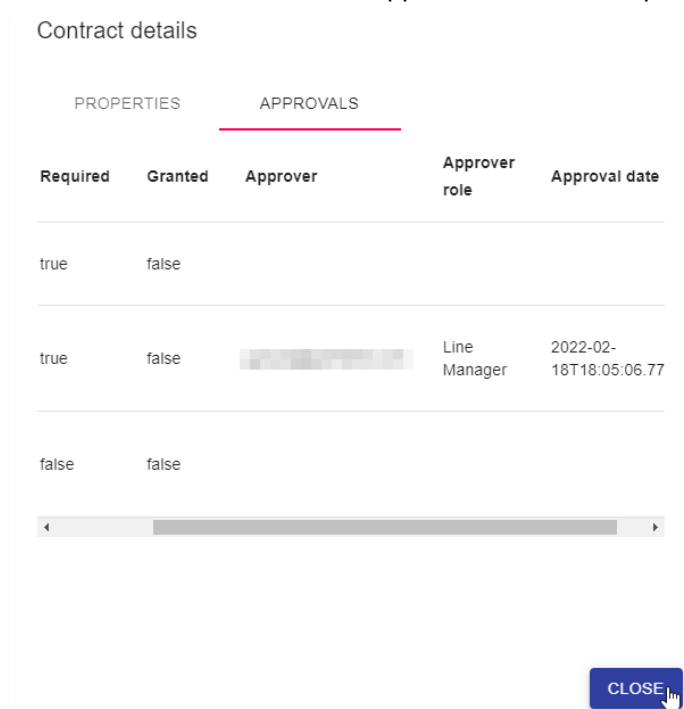 Contract details
PROPERTIES APPROVALS
Required Granted Approver Approver role Approval date
true false
true false Line Manager 2022-02-18T18:05:06.77
false false
CLOSE